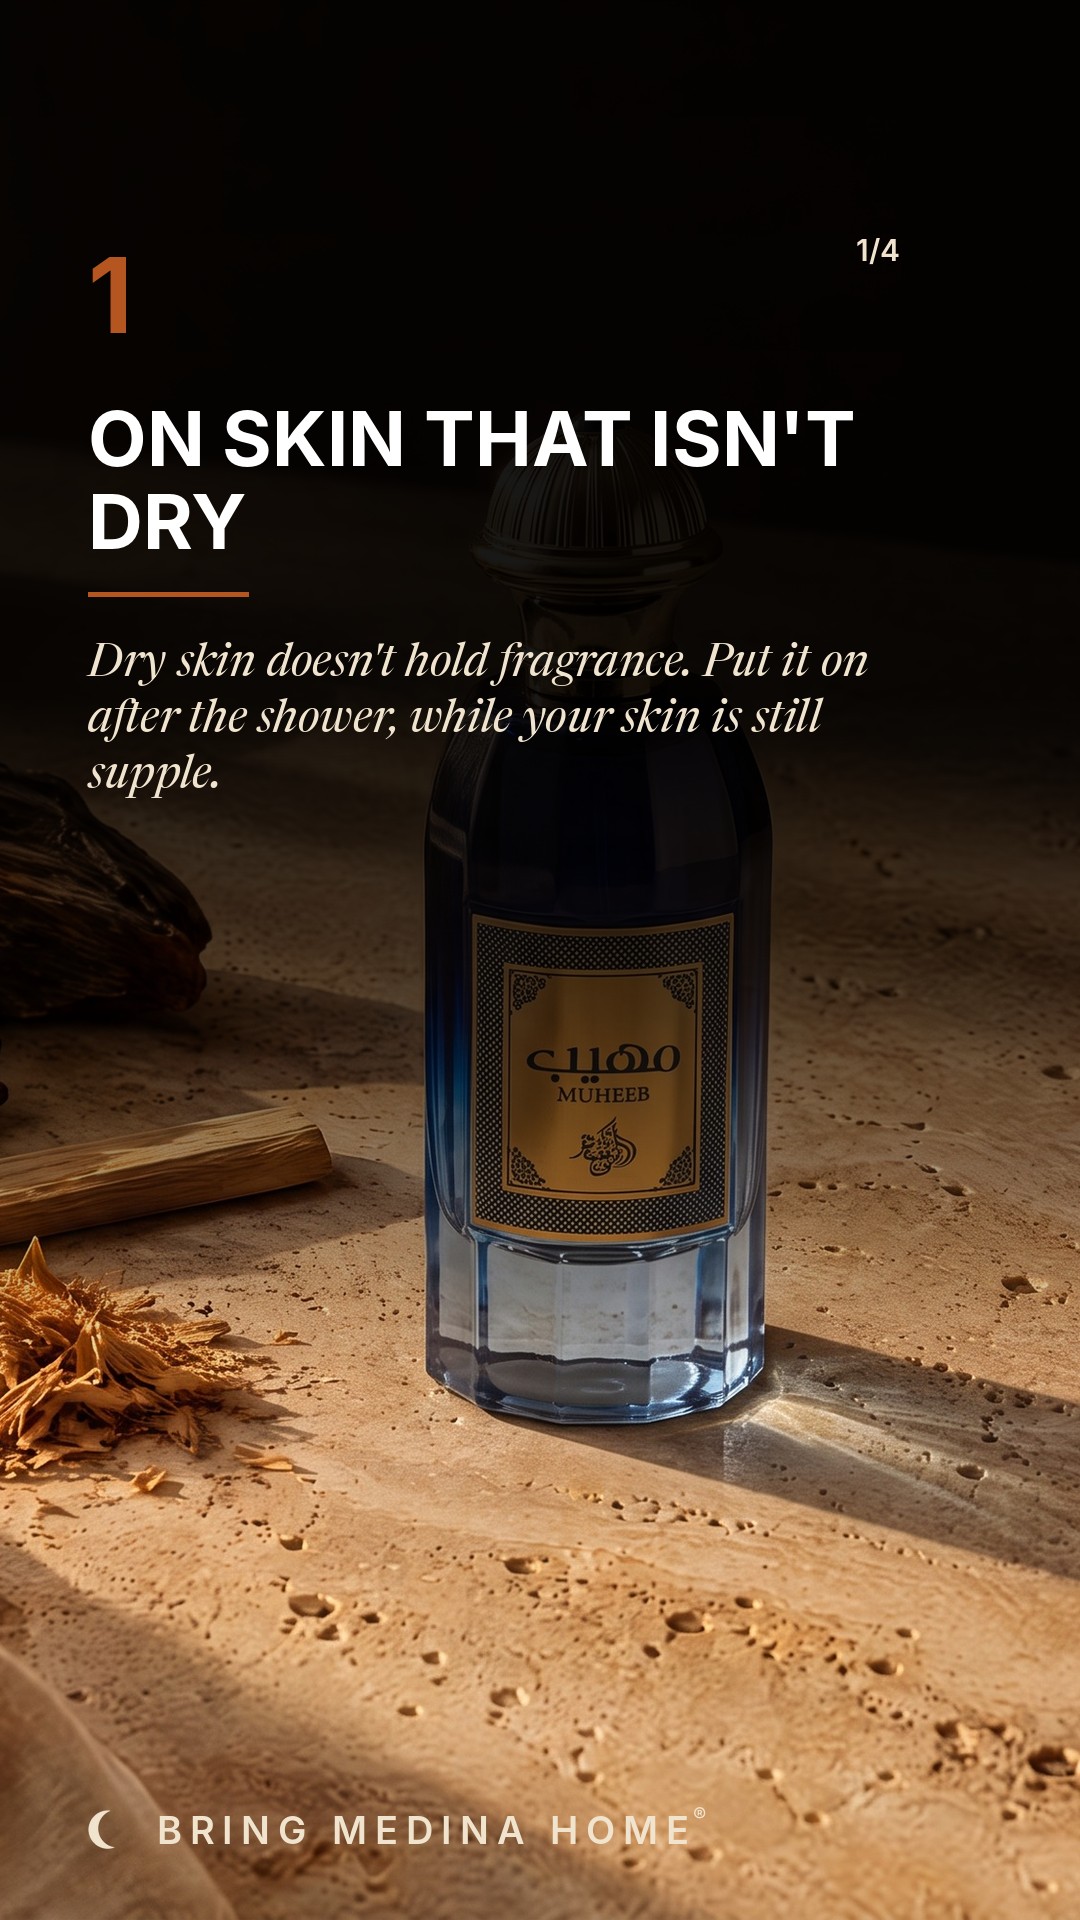 1/4
1
ON SKIN THAT ISN'T
DRY
Dry skin doesn't hold fragrance. Put it on
after the shower, while your skin is still
supple.
مهيب
MUHEEB
BRING MEDINA HOME®